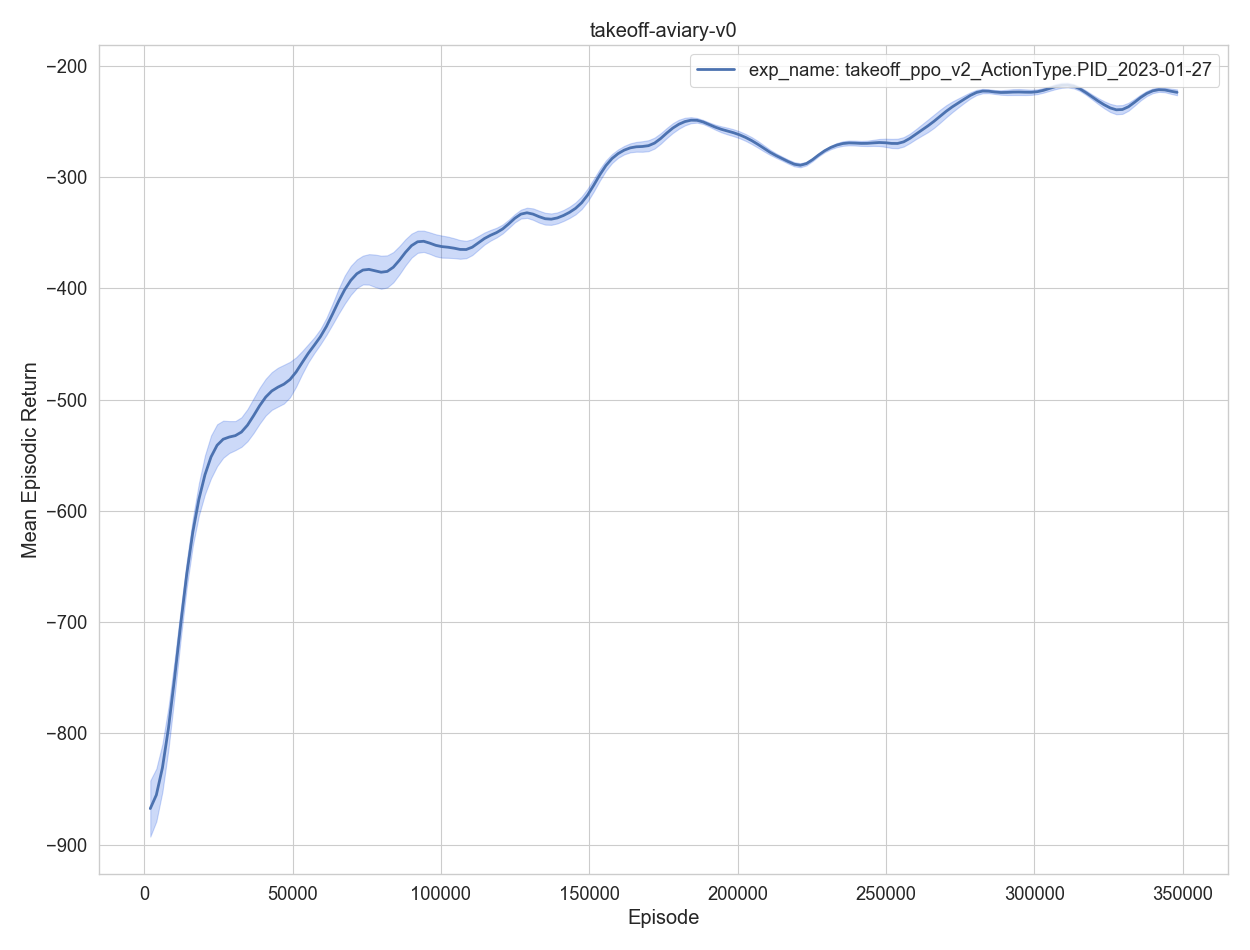 takeoff-aviary-v0
exp_name: takeoff_ppo_v2_ActionType.PID_2023-01-27
−200
−300
−400
−500
−600
−700
−800
−900
Mean Episodic Return
0 50000 100000 150000 200000 250000 300000 350000
Episode